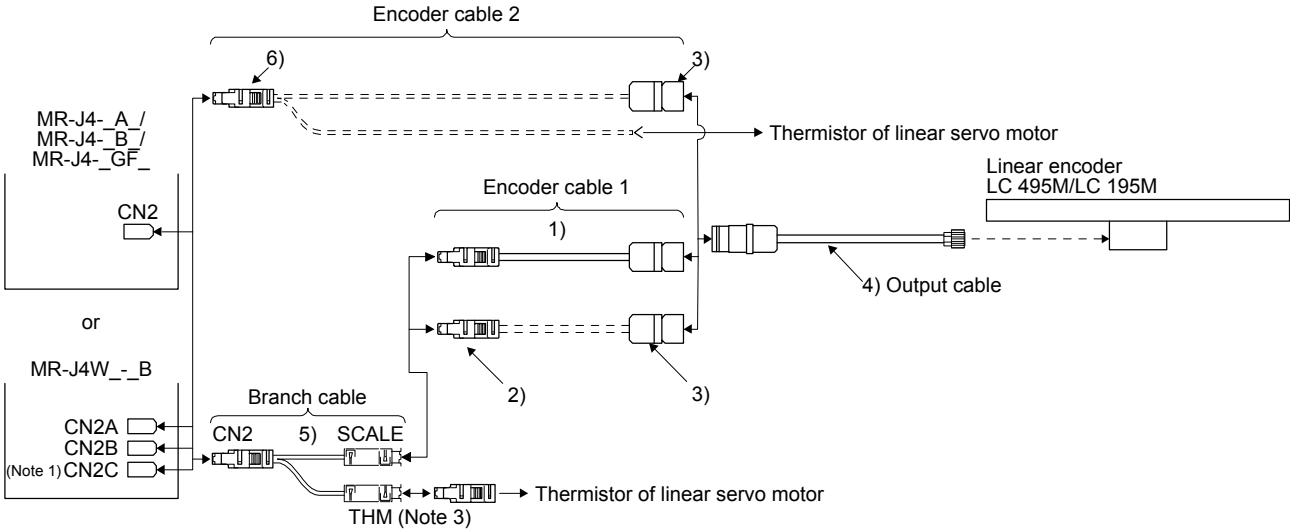 Encoder cable 2
6)
3)
MR-J4-_A_/
MR-J4-_B_/
MR-J4-_GF_
Thermistor of linear servo motor
Linear encoder
LC 495M/LC 195M
CN2
Encoder cable 1
1)
4) Output cable
or
MR-J4W_-_B
2)
3)
Branch cable
CN2A
CN2 5) SCALE
CN2B
(Note 1) CN2C
Thermistor of linear servo motor
THM (Note 3)